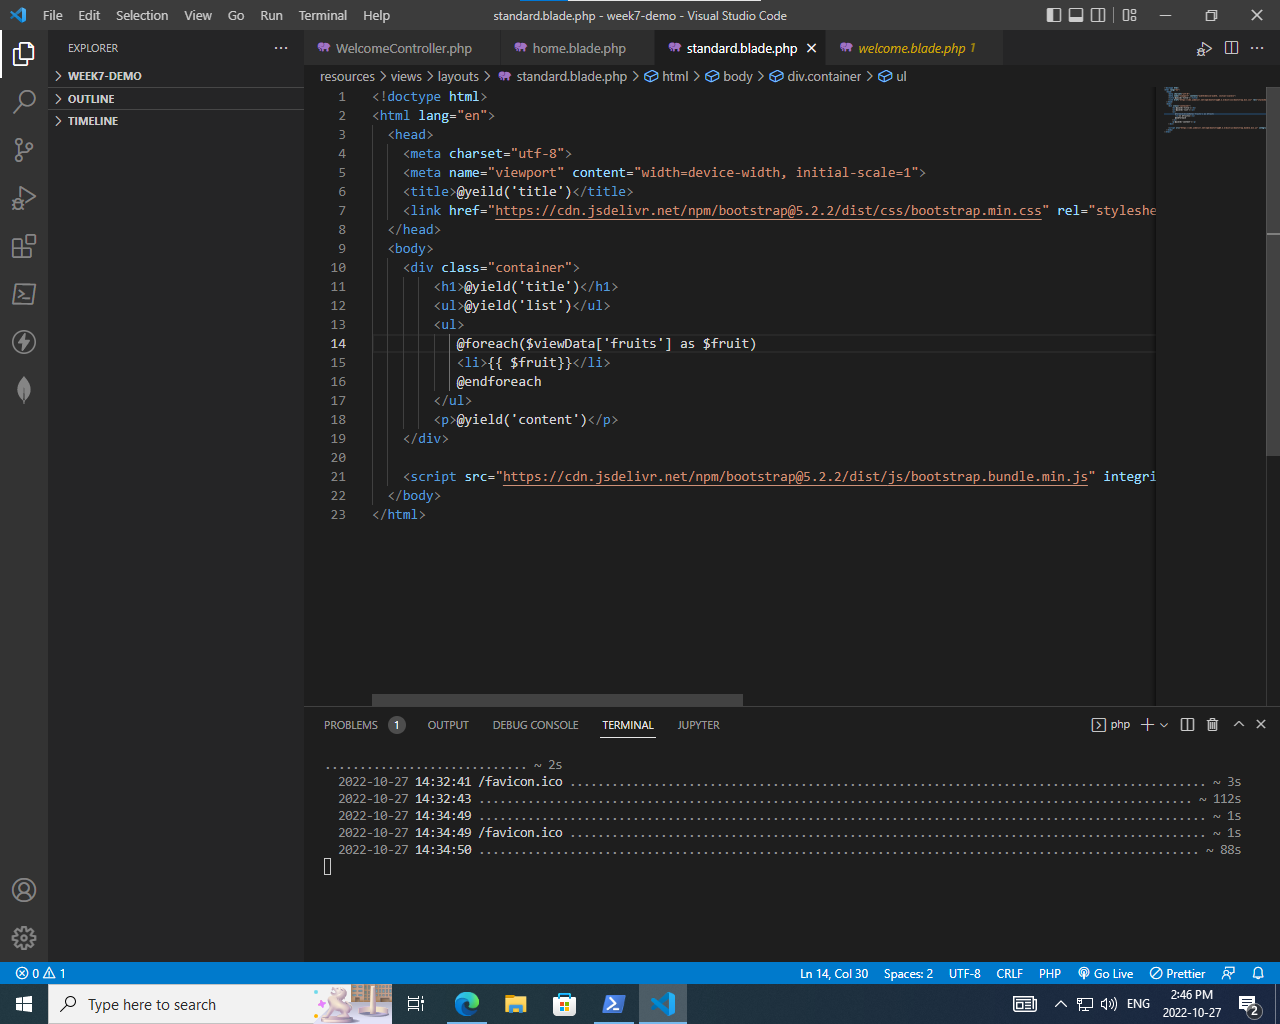 File Edit Selection View Go Run Terminal Help standard.blade.php - week7-demo - Visual Studio Code
EXPLORER
WEEK7-DEMO
OUTLINE
TIMELINE
WelcomeController.php home.blade.php standard.blade.php welcome.blade.php 1
resources > views > layouts > standard.blade.php > html > body > div.container > ul
1 <!doctype html>
2 <html lang="en">
3 <head>
4 <meta charset="utf-8">
5 <meta name="viewport" content="width=device-width, initial-scale=1">
6 <title>@yeild('title')</title>
7 <link href="https://cdn.jsdelivr.net/npm/bootstrap@5.2.2/dist/css/bootstrap.min.css" rel="styleshe
8 </head>
9 <body>
10 <div class="container">
11 <h1>@yield('title')</h1>
12 <ul>@yield('list')</ul>
13 <ul>
14 @foreach($viewData['fruits'] as $fruit)
15 <li>{{ $fruit}}</li>
16 @endforeach
17 </ul>
18 <p>@yield('content')</p>
19 </div>
20
21 <script src="https://cdn.jsdelivr.net/npm/bootstrap@5.2.2/dist/js/bootstrap.bundle.min.js" integri
22 </body>
23 </html>
PROBLEMS 1 OUTPUT DEBUG CONSOLE TERMINAL JUPYTER php
............................. ~ 2s
2022-10-27 14:32:41 /favicon.ico ........................................................................................... ~ 3s
2022-10-27 14:32:43 ...................................................................................................... ~ 112s
2022-10-27 14:34:49 ........................................................................................................ ~ 1s
2022-10-27 14:34:49 /favicon.ico ........................................................................................... ~ 1s
2022-10-27 14:34:50 ....................................................................................................... ~ 88s
0 1 Ln 14, Col 30 Spaces: 2 UTF-8 CRLF PHP Go Live Prettier
Type here to search
ENG
2:46 PM
2022-10-27
2